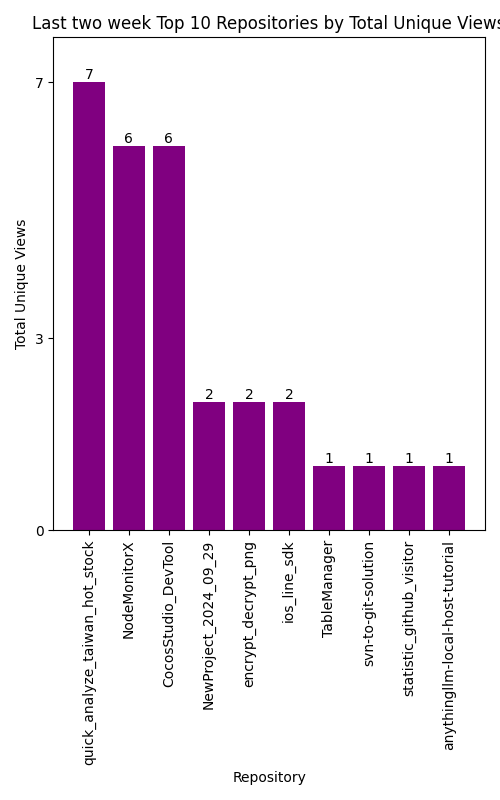 Last two week Top 10 Repositories by Total Unique Views
7
3
0
Total Unique Views
7
6
6
2
2
2
1
1
1
1
quick_analyze_taiwan_hot_stock
NodeMonitorX
CocosStudio_DevTool
NewProject_2024_09_29
encrypt_decrypt_png
ios_line_sdk
TableManager
svn-to-git-solution
statistic_github_visitor
anythingllm-local-host-tutorial
Repository